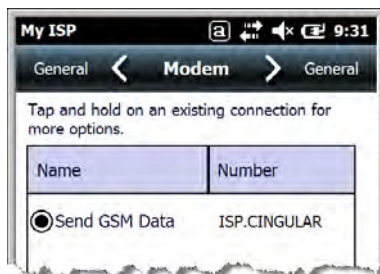 My ISP a 9:31
General Modem General
Tap and hold on an existing connection for
more options.
Name Number
Send GSM Data ISP.CINGULAR